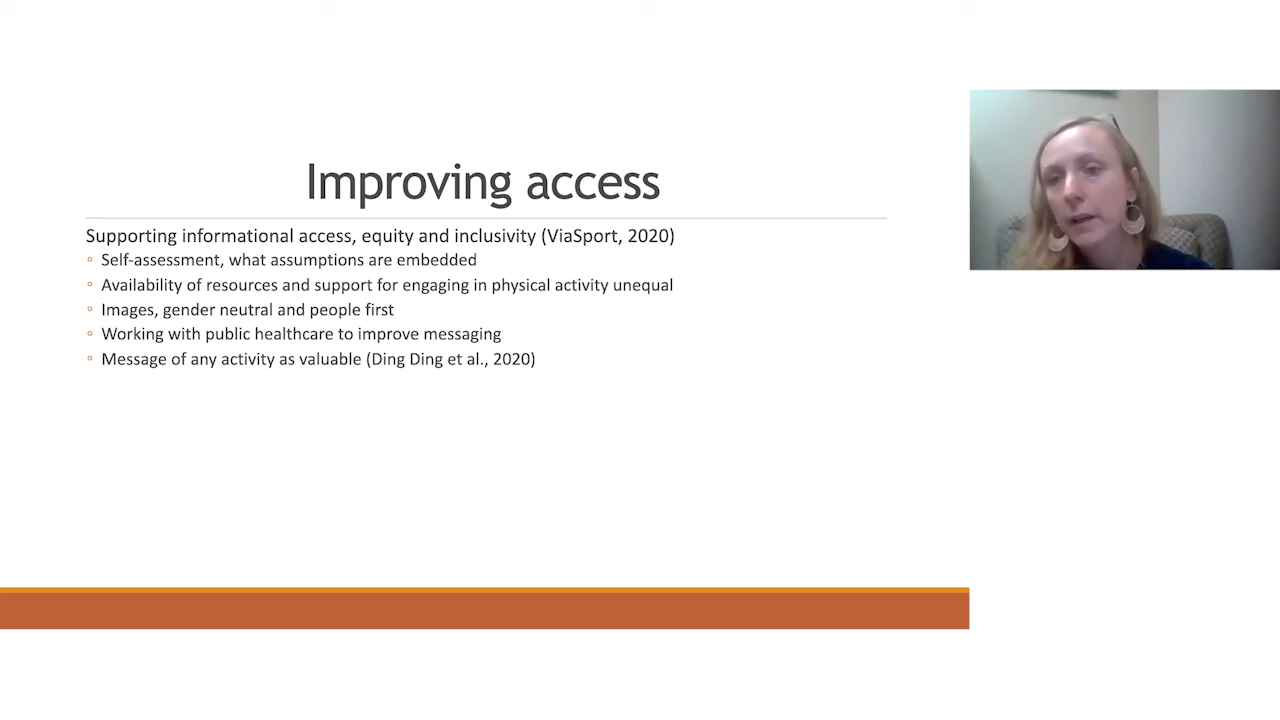 Improving access
Supporting informational access, equity and inclusivity (ViaSport, 2020)
◦ Self-assessment, what assumptions are embedded
◦ Availability of resources and support for engaging in physical activity unequal
◦ Images, gender neutral and people first
◦ Working with public healthcare to improve messaging
◦ Message of any activity as valuable (Ding Ding et al., 2020)